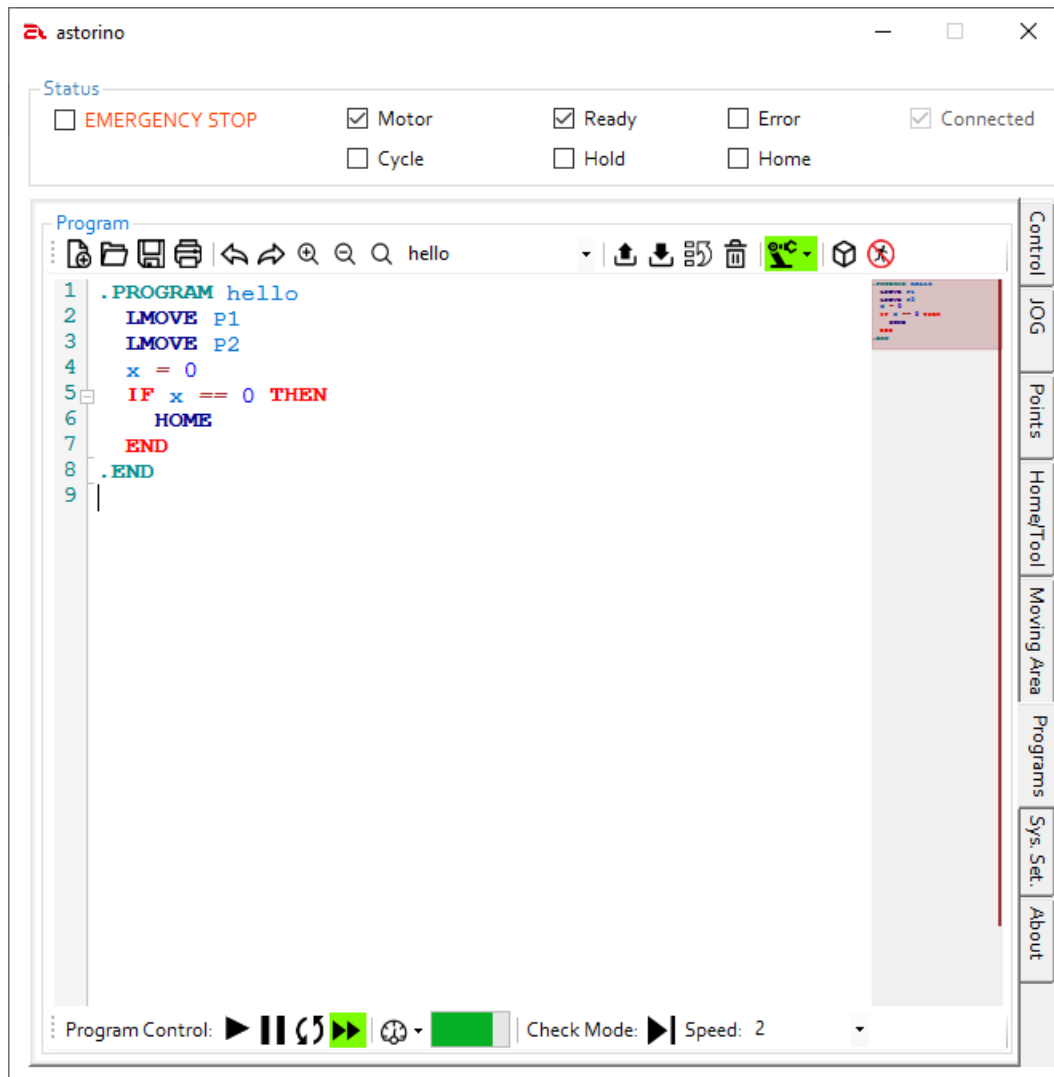 astorino
Status
EMERGENCY STOP
Motor
Ready
Error
Connected
Cycle
Hold
Home
Program
hello
1 .PROGRAM hello
2 LMOVE P1
3 LMOVE P2
4 x = 0
5 IF x == 0 THEN
6 HOME
7 END
8 .END
9
Program Control:
Check Mode:
Speed: 2
Control
JOG
Points
Home/Tool
Moving Area
Programs
Sys. Set.
About